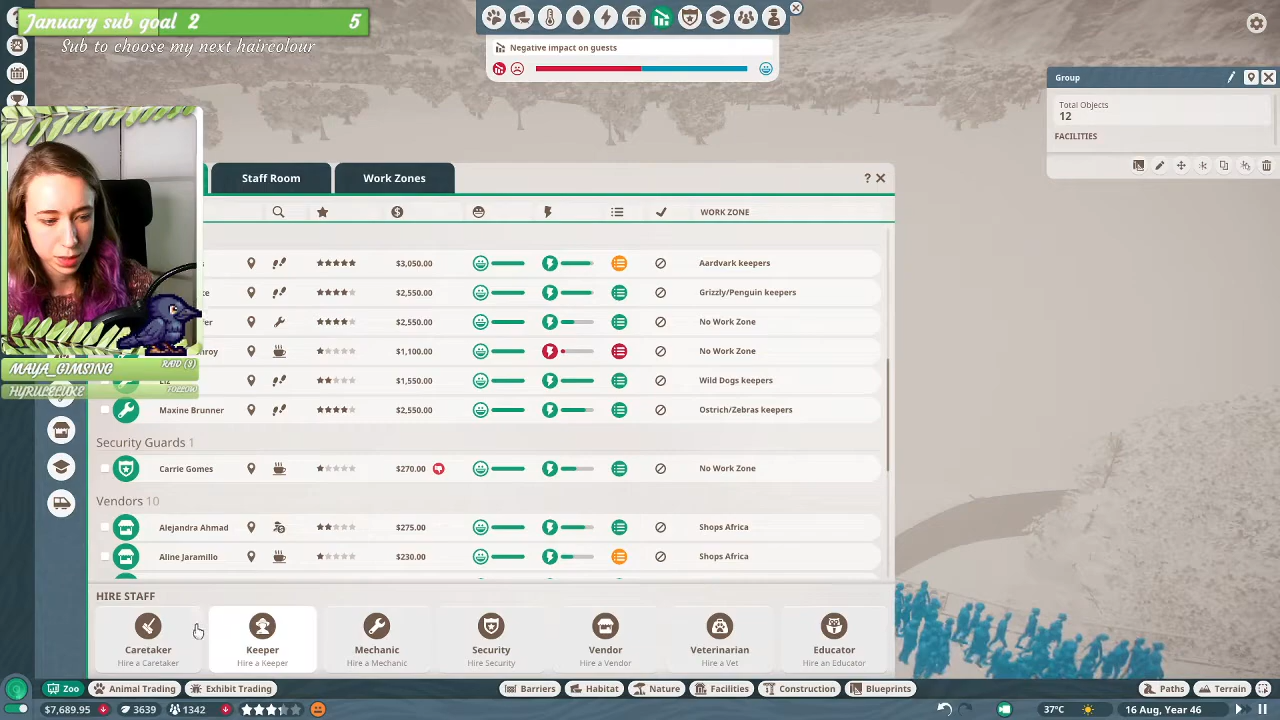 January sub goal 2 5
Sub to choose my next haircolour
Negative impact on guests
Group
Total Objects
12
FACILITIES
Staff Room
Work Zones
WORK ZONE
$3,050.00 Aardvark keepers
$2,550.00 Grizzly/Penguin keepers
$2,550.00 No Work Zone
$1,100.00 No Work Zone
$1,550.00 Wild Dogs keepers
Maxine Brunner $2,550.00 Ostrich/Zebras keepers
Security Guards 1
Carrie Gomes $270.00 No Work Zone
Vendors 10
Alejandra Ahmad $275.00 Shops Africa
Aline Jaramillo $230.00 Shops Africa
MAYA_GIMSING RAID (3)
HYRULELUKE FOLLOW
HIRE STAFF
Caretaker Keeper Mechanic Security Vendor Veterinarian Educator
Hire a Caretaker Hire a Keeper Hire a Mechanic Hire Security Hire a Vendor Hire a Vet Hire an Educator
Zoo Animal Trading Exhibit Trading Barriers Habitat Nature Facilities Construction Blueprints Paths Terrain
$7,689.95 3639 1342 37°C 16 Aug, Year 46